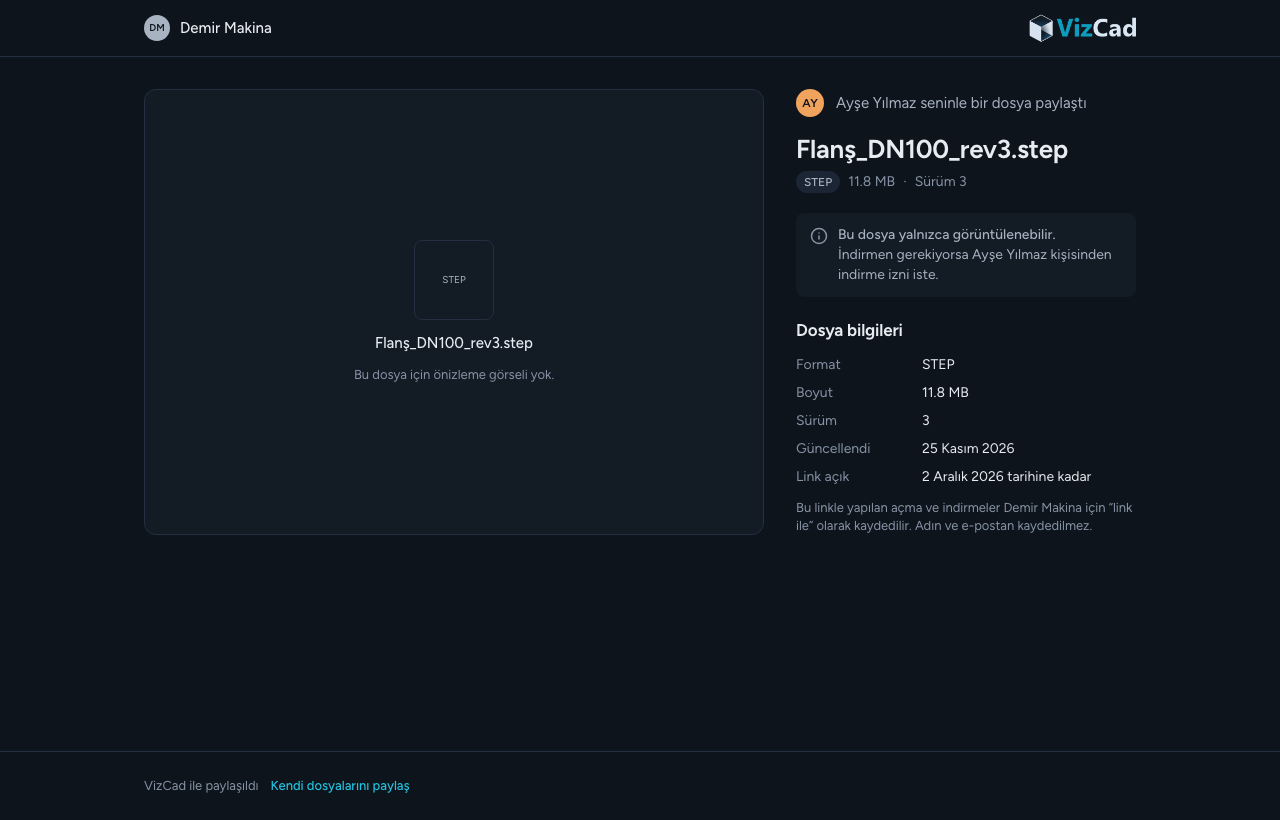 DM Demir Makina
VizCad
STEP
Flanş_DN100_rev3.step
Bu dosya için önizleme görseli yok.
AY Ayşe Yılmaz seninle bir dosya paylaştı
Flanş_DN100_rev3.step
STEP 11.8 MB · Sürüm 3
Bu dosya yalnızca görüntülenebilir.
İndirmen gerekiyorsa Ayşe Yılmaz kişisinden
indirme izni iste.
Dosya bilgileri
Format STEP
Boyut 11.8 MB
Sürüm 3
Güncellendi 25 Kasım 2026
Link açık 2 Aralık 2026 tarihine kadar
Bu linkle yapılan açma ve indirmeler Demir Makina için “link
ile” olarak kaydedilir. Adın ve e-postan kaydedilmez.
VizCad ile paylaşıldı Kendi dosyalarını paylaş